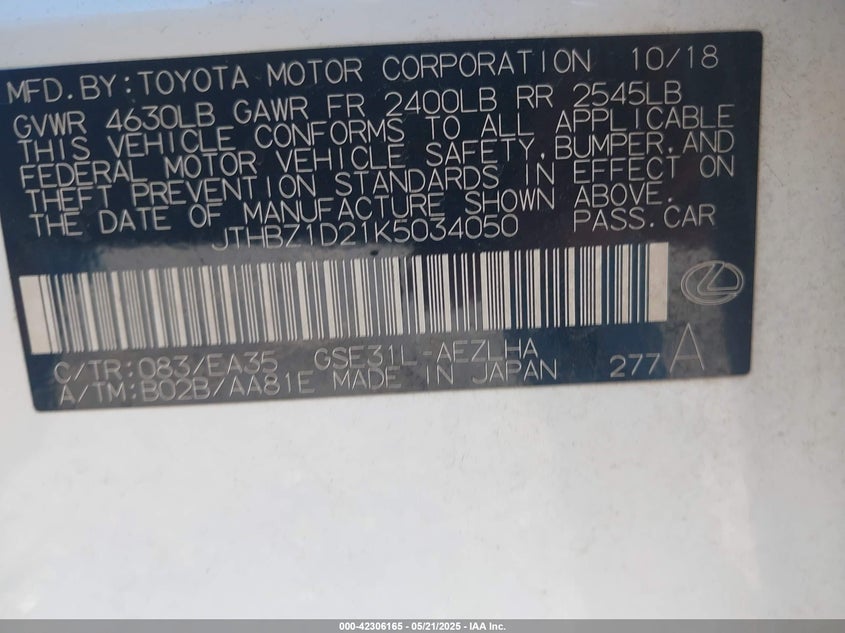 MFD.BY:TOYOTA MOTOR CORPORATION 10/18
GVWR 4630LB GAWR FR 2400LB RR 2545LB
THIS VEHICLE CONFORMS TO ALL APPLICABLE
FEDERAL MOTOR VEHICLE SAFETY,BUMPER,AND
THEFT PREVENTION STANDARDS IN EFFECT ON
THE DATE OF MANUFACTURE SHOWN ABOVE.
JTHBZ1D21K5034050 PASS.CAR
C/TR:083/EA35 GSE31L-AEZLHA
A/TM:B02B/AA81E MADE IN JAPAN 277 A
000-42306165 - 05/21/2025 - IAA Inc.